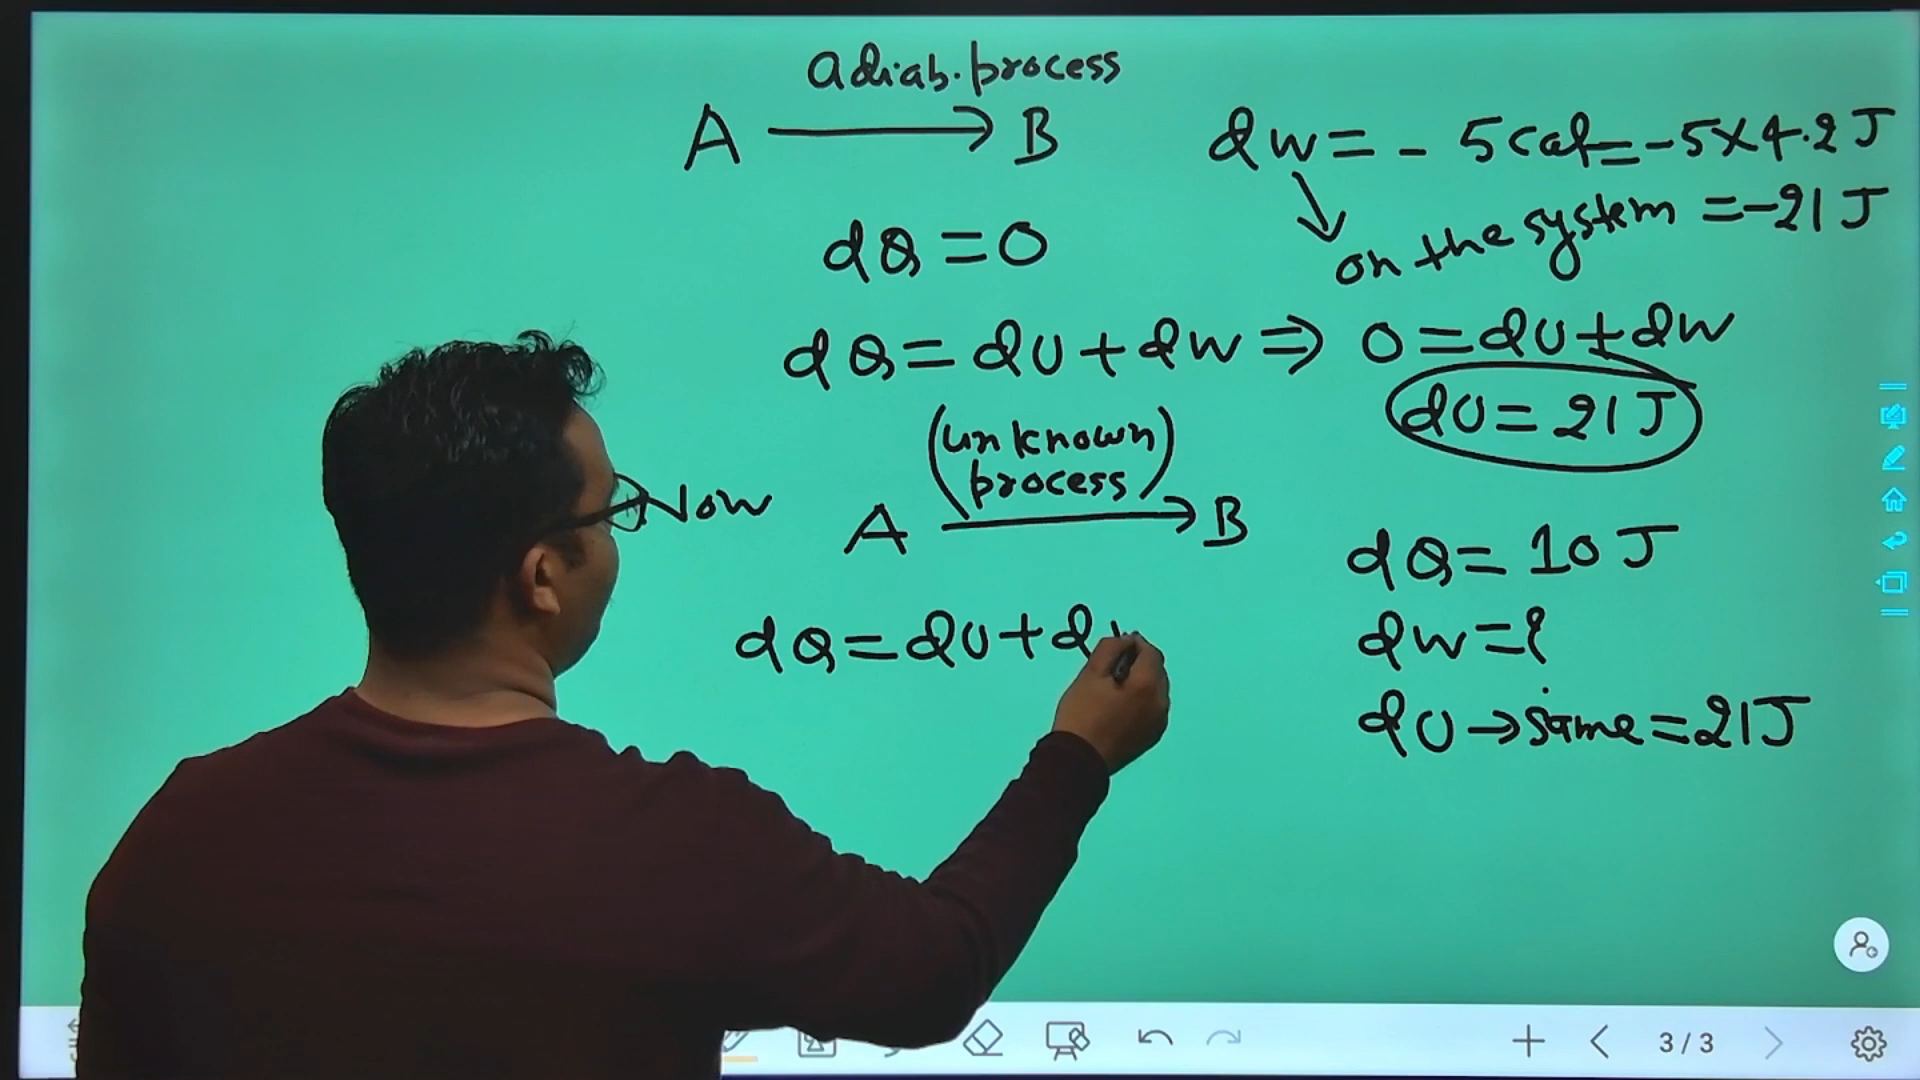 adiab. process
A → B
dW = - 5 cal = -5×4.2 J
on the system = -21 J
dQ = 0
dQ = dU + dW ⇒ 0 = dU + dW
dU = 21 J
Now
(unknown process)
A → B
dQ = 10 J
dQ = dU + d
dW = ?
dU → same = 21 J
3/3